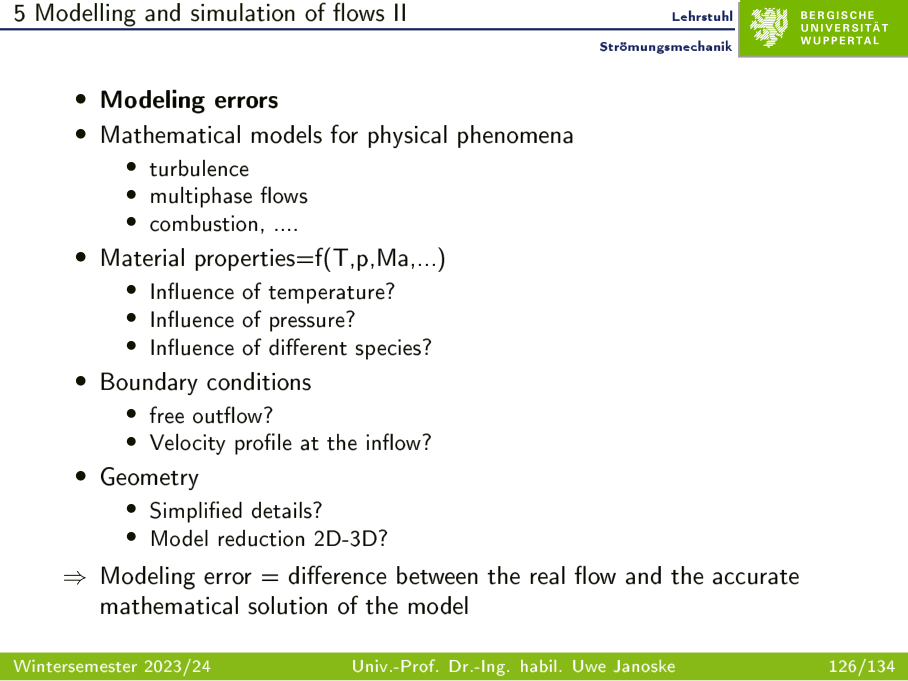 5 Modelling and simulation of flows II
Lehrstuhl
Strömungsmechanik
BERGISCHE
UNIVERSITÄT
WUPPERTAL
• Modeling errors
• Mathematical models for physical phenomena
• turbulence
• multiphase flows
• combustion, ....
• Material properties=f(T,p,Ma,...)
• Influence of temperature?
• Influence of pressure?
• Influence of different species?
• Boundary conditions
• free outflow?
• Velocity profile at the inflow?
• Geometry
• Simplified details?
• Model reduction 2D-3D?
⇒ Modeling error = difference between the real flow and the accurate
mathematical solution of the model
Wintersemester 2023/24
Univ.-Prof. Dr.-Ing. habil. Uwe Janoske
126/134